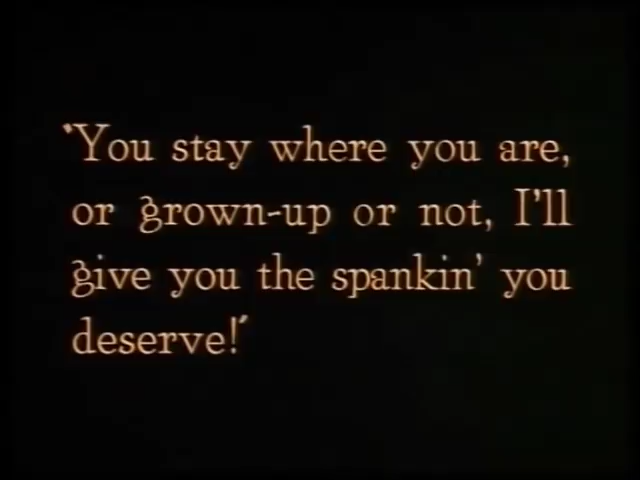 "You stay where you are,
or grown-up or not, I'll
give you the spankin' you
deserve!"